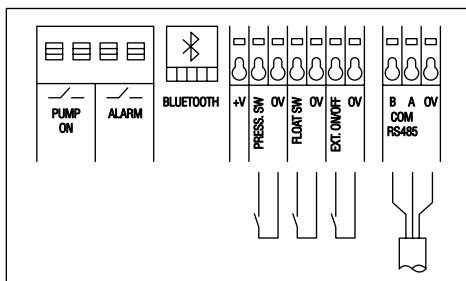 PUMP
ON
ALARM
BLUETOOTH
+V
PRESS. SW
0V
FLOAT SW
0V
EXT. ON/OFF
0V
B A 0V
COM
RS485